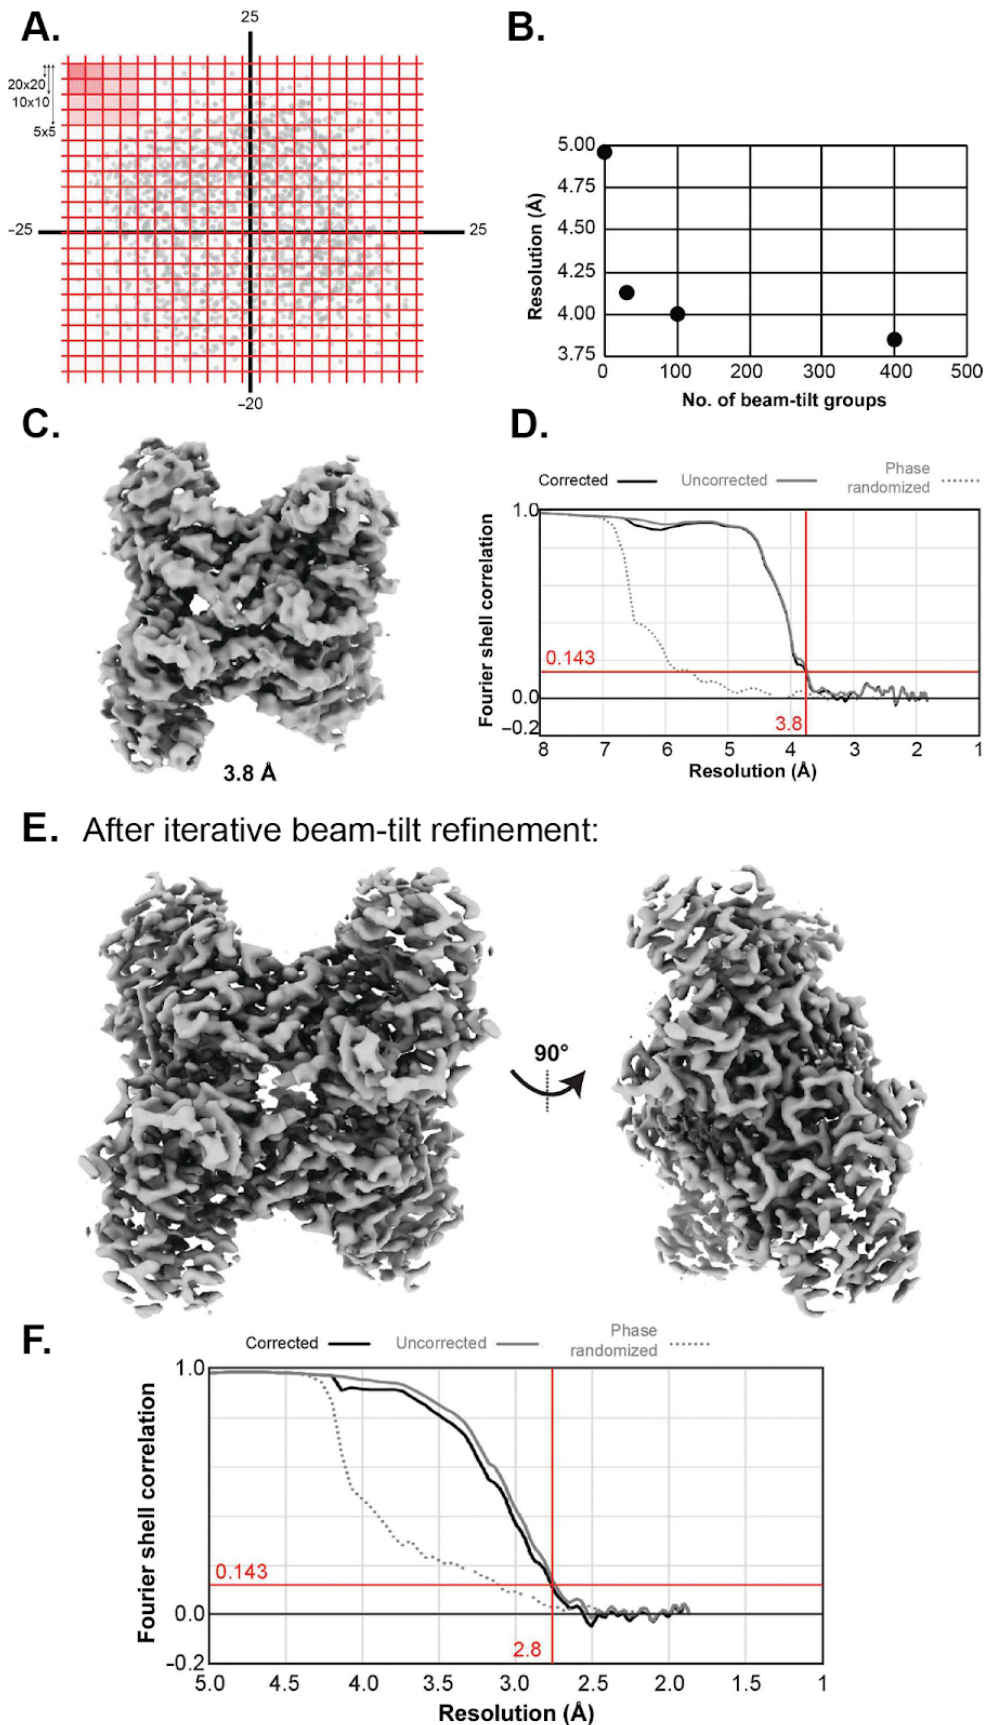 A.
25
20x20
10x10
5x5
-25
25
-20
B.
Resolution (Å)
5.00
4.75
4.50
4.25
4.00
3.75
0 100 200 300 400 500
No. of beam-tilt groups
C.
3.8 Å
D.
Corrected Uncorrected Phase randomized
Fourier shell correlation
1.0
0.143
0.0
-0.2
3.8
8 7 6 5 4 3 2 1
Resolution (Å)
E. After iterative beam-tilt refinement:
90°
F.
Corrected Uncorrected Phase randomized
Fourier shell correlation
1.0
0.143
0.0
-0.2
2.8
5.0 4.5 4.0 3.5 3.0 2.5 2.0 1.5 1
Resolution (Å)